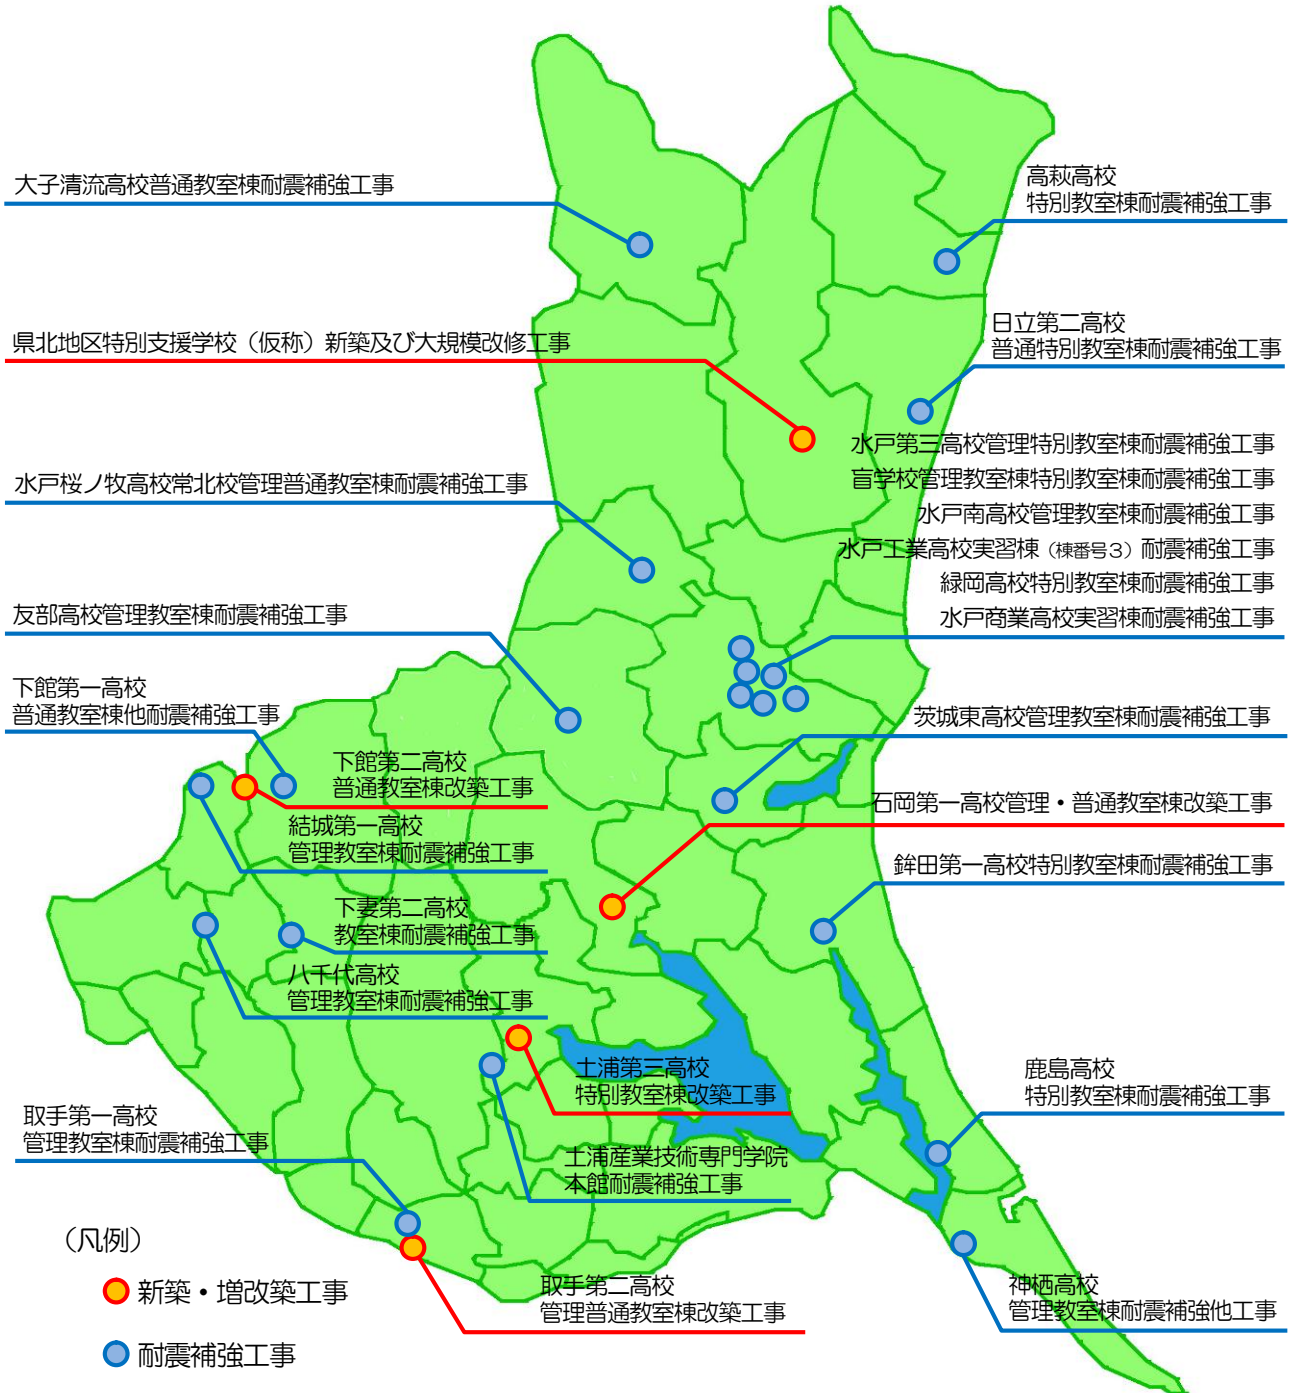 大子清流高校普通教室棟耐震補強工事
高萩高校
特別教室棟耐震補強工事
県北地区特別支援学校（仮称）新築及び大規模改修工事
日立第二高校
普通特別教室棟耐震補強工事
水戸第三高校管理特別教室棟耐震補強工事
盲学校管理教室棟特別教室棟耐震補強工事
水戸桜ノ牧高校常北校管理普通教室棟耐震補強工事
水戸南高校管理教室棟耐震補強工事
水戸工業高校実習棟（棟番号３）耐震補強工事
緑岡高校特別教室棟耐震補強工事
水戸商業高校実習棟耐震補強工事
友部高校管理教室棟耐震補強工事
下館第一高校
普通教室棟他耐震補強工事
茨城東高校管理教室棟耐震補強工事
下館第二高校
普通教室棟改築工事
石岡第一高校管理・普通教室棟改築工事
結城第一高校
管理教室棟耐震補強工事
鉾田第一高校特別教室棟耐震補強工事
下妻第二高校
教室棟耐震補強工事
八千代高校
管理教室棟耐震補強工事
土浦第三高校
特別教室棟改築工事
鹿島高校
特別教室棟耐震補強工事
取手第一高校
管理教室棟耐震補強工事
土浦産業技術専門学院
本館耐震補強工事
（凡例）
新築・増改築工事
耐震補強工事
取手第二高校
管理普通教室棟改築工事
神栖高校
管理教室棟耐震補強他工事